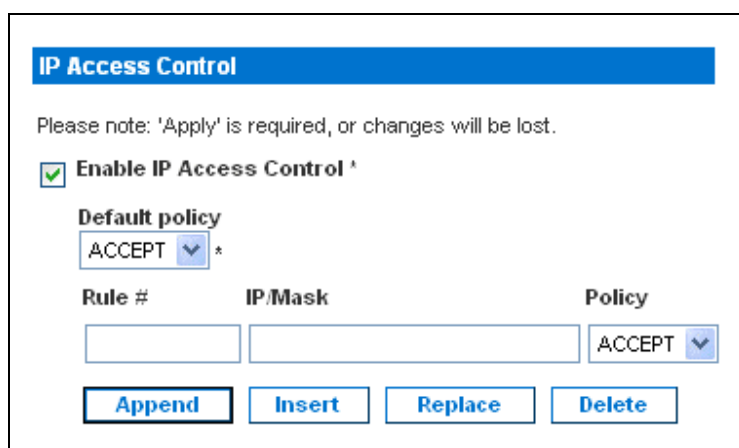 IP Access Control
Please note: 'Apply' is required, or changes will be lost.
Enable IP Access Control *
Default policy
ACCEPT *
Rule # IP/Mask Policy
ACCEPT
Append Insert Replace Delete